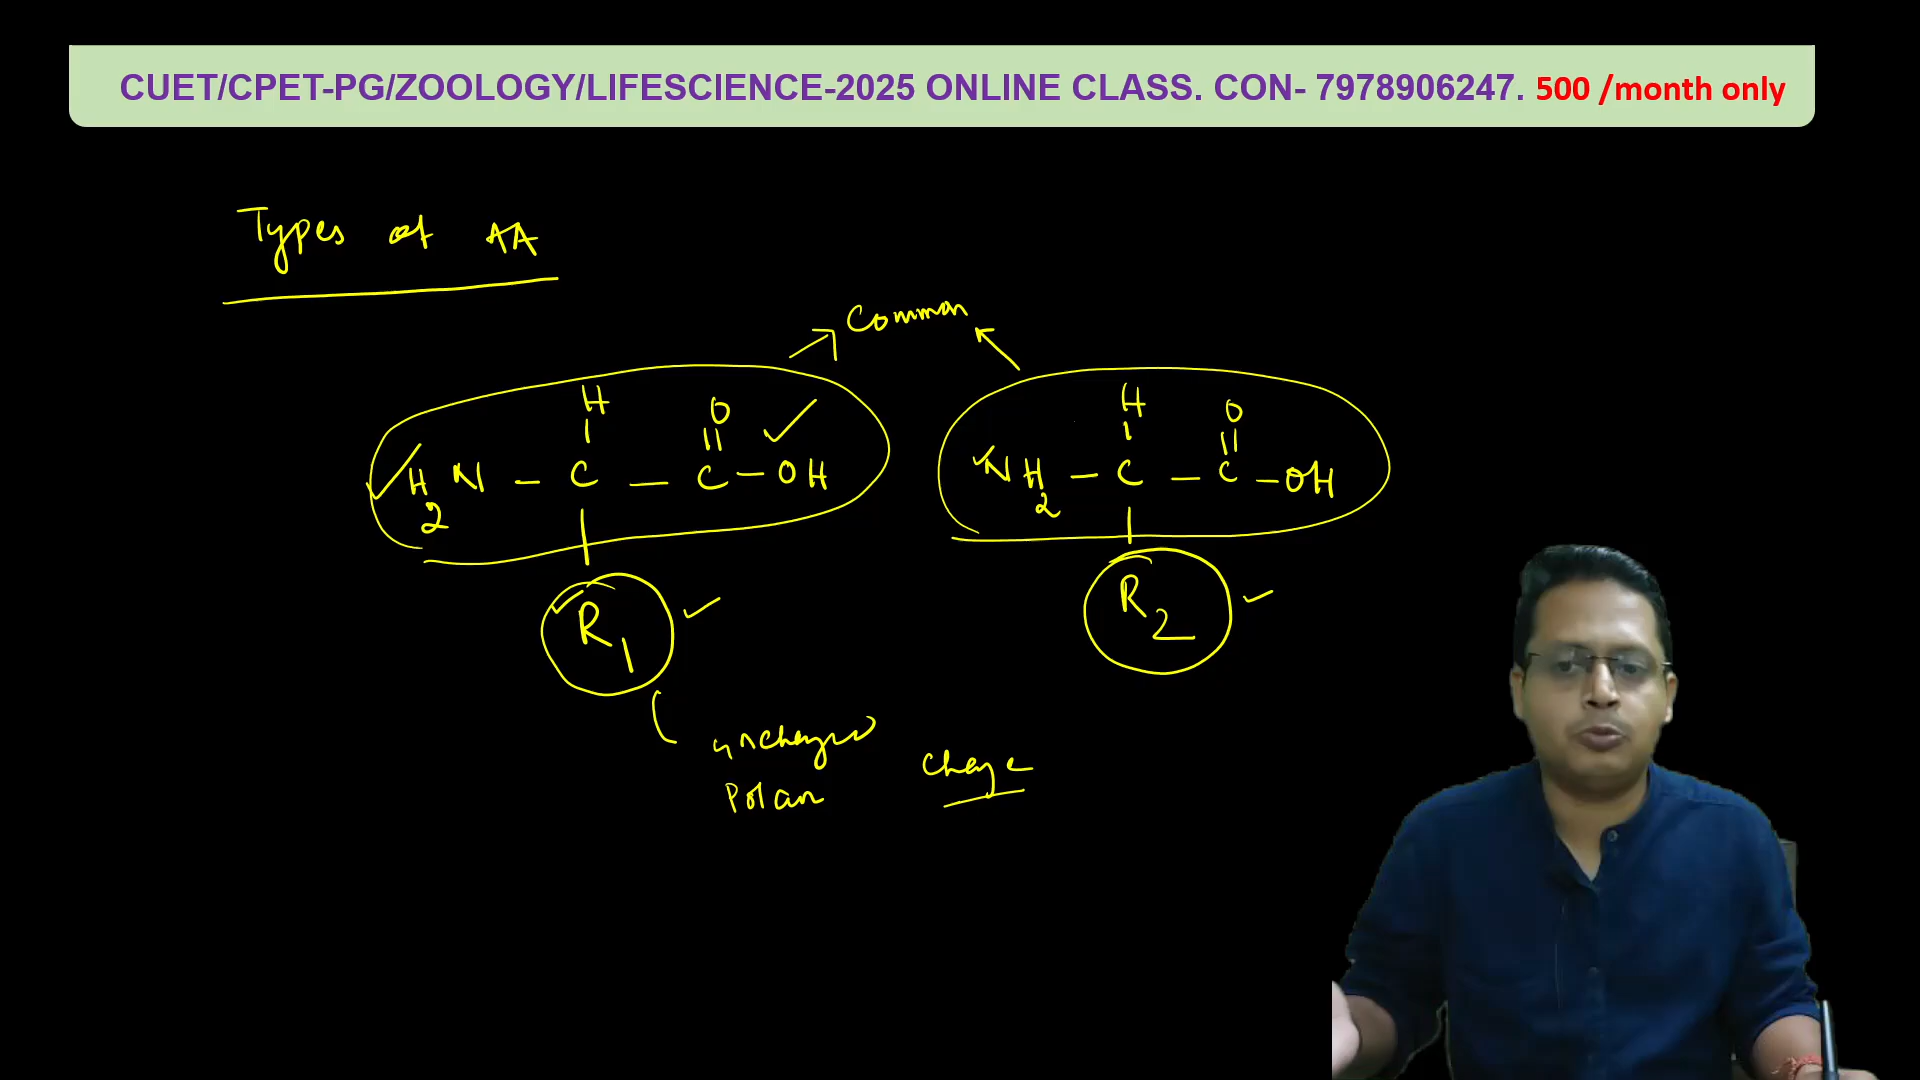 CUET/CPET-PG/ZOOLOGY/LIFESCIENCE-2025 ONLINE CLASS. CON- 7978906247. 500 /month only
Types of AA
Common
H O H O
H2N - C - C - OH NH2 - C - C - OH
R1 R2
uncharged charge
Polar